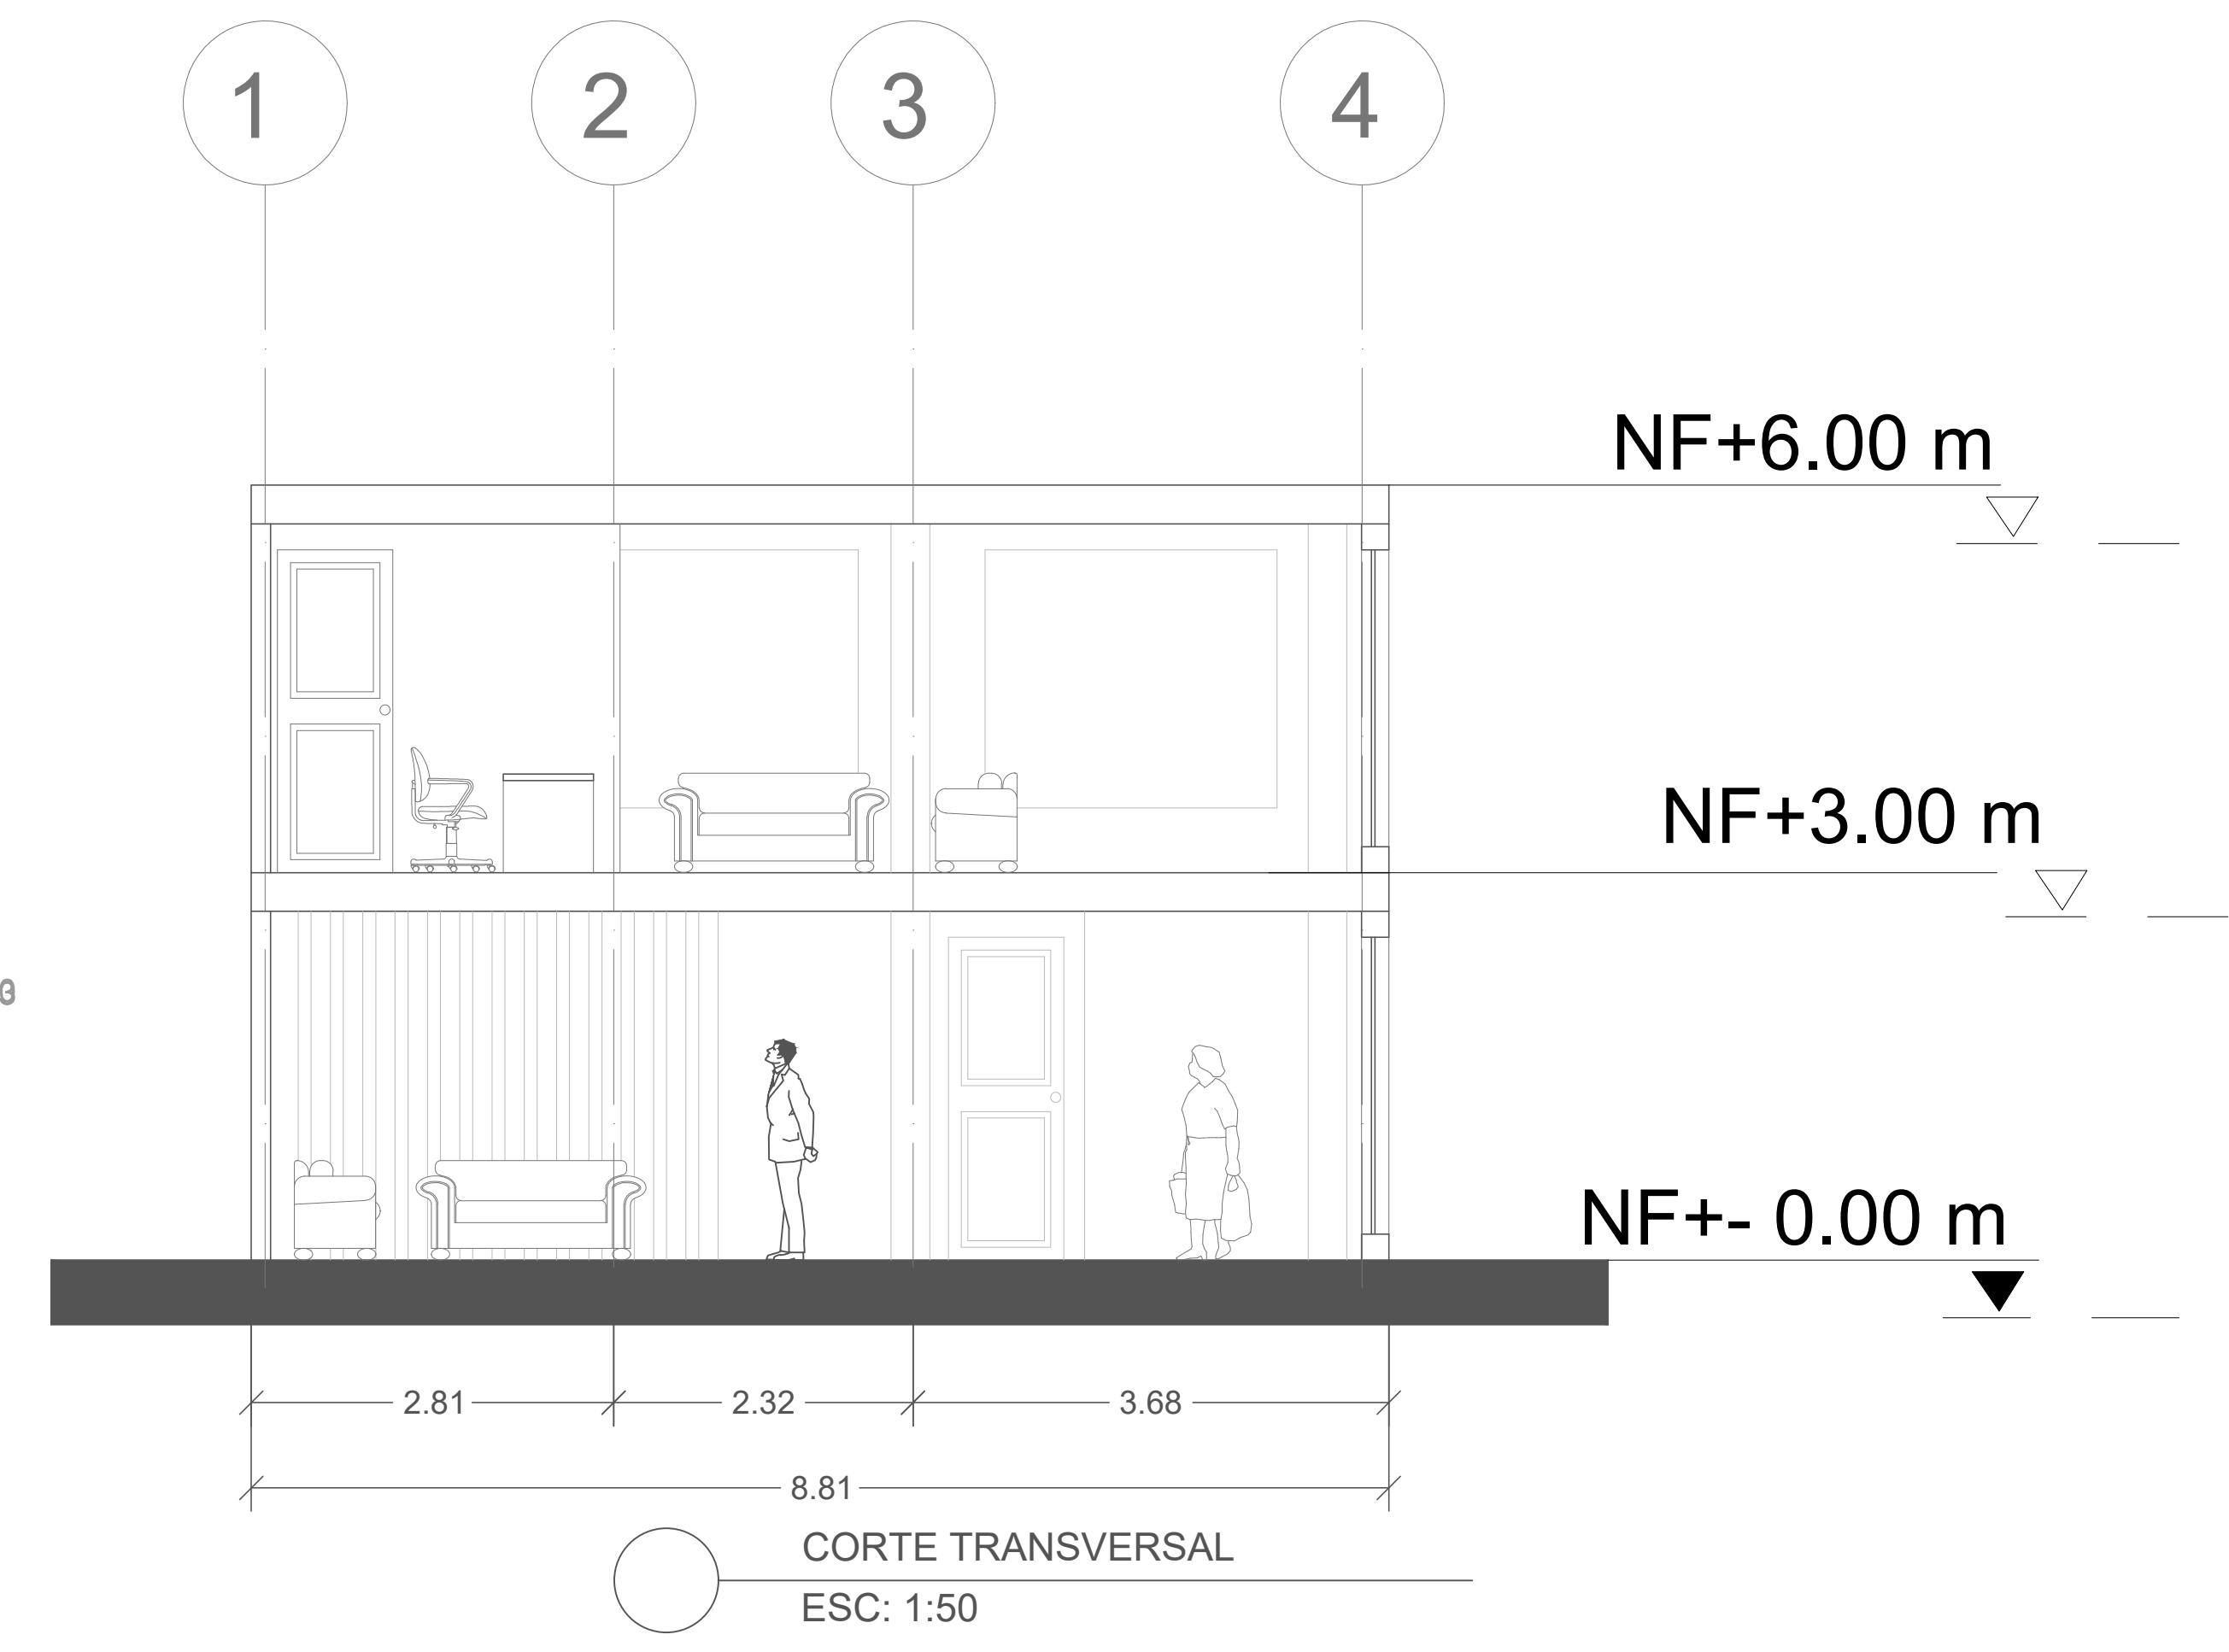 1 2 3 4
NF+6.00 m
NF+3.00 m
NF+- 0.00 m
2.81 2.32 3.68
8.81
CORTE TRANSVERSAL
ESC: 1:50